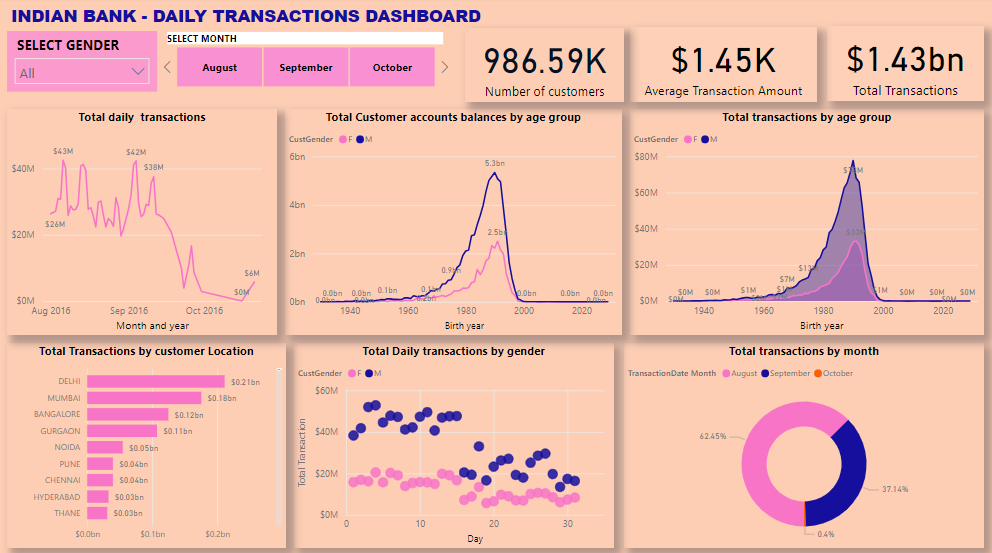 INDIAN BANK - DAILY TRANSACTIONS DASHBOARD
SELECT GENDER
All
SELECT MONTH
August
September
October
986.59K
Number of customers
$1.45K
Average Transaction Amount
$1.43bn
Total Transactions
Total daily transactions
$43M
$42M
$38M
$40M
$26M
$20M
$6M
$0M
$0M
Aug 2016
Sep 2016
Oct 2016
Month and year
Total Customer accounts balances by age group
CustGender F M
6bn
5.3bn
4bn
2.5bn
2bn
0.9bn
0.0bn
0.0bn
0.1bn
0.1bn
0.2bn
0.0bn
0.0bn
0.0bn
0bn
0.0bn
0.0bn
0.0bn
1940
1960
1980
2000
2020
Birth year
Total transactions by age group
CustGender F M
$80M
$60M
$40M
$20M
$7M
$0M
$0M
$1M
$0M
$0M
$0M
$0M
1940
1960
1980
2000
2020
Birth year
Total Transactions by customer Location
DELHI $0.21bn
MUMBAI $0.18bn
BANGALORE $0.12bn
GURGAON $0.11bn
NOIDA $0.05bn
PUNE $0.04bn
CHENNAI $0.04bn
HYDERABAD $0.03bn
THANE $0.03bn
$0.0bn
$0.1bn
$0.2bn
Total Daily transactions by gender
CustGender F M
$60M
$40M
$20M
$0M
Total Transaction
0
10
20
30
Day
Total transactions by month
TransactionDate Month August September October
62.45%
37.14%
0.4%